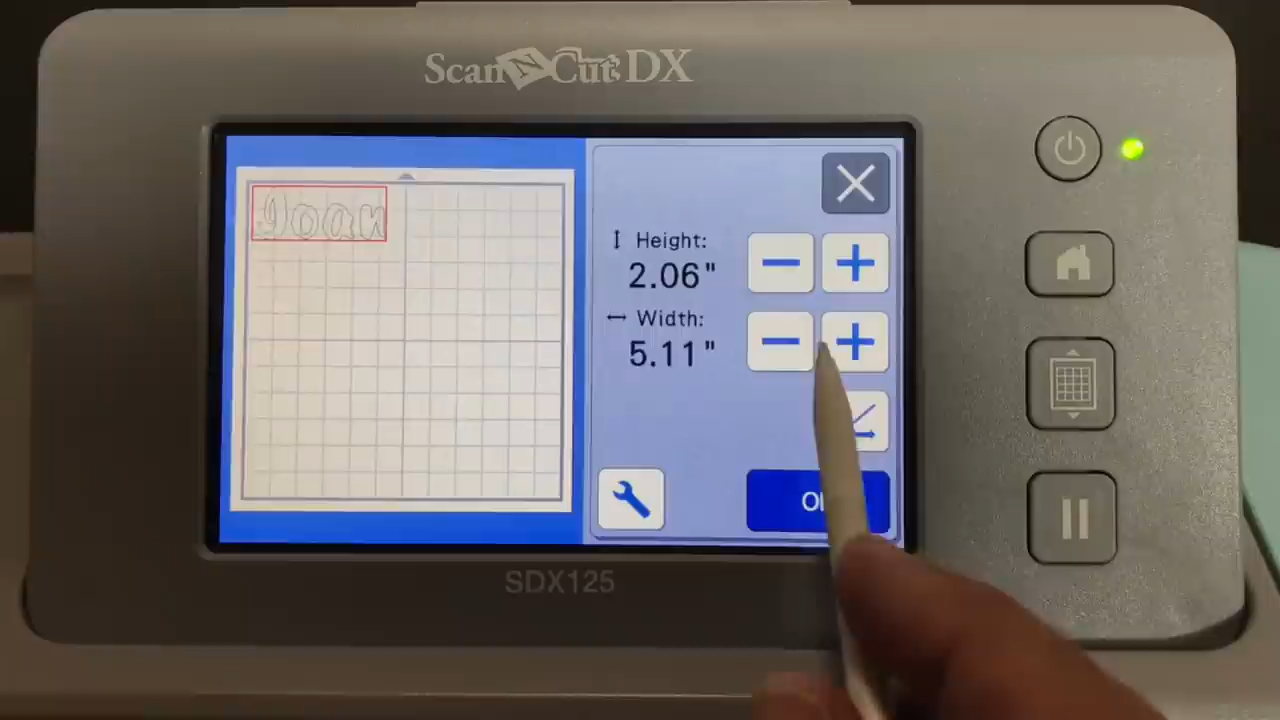 ScanNCut DX
Joan
Height:
2.06"
Width:
5.11"
SDX125